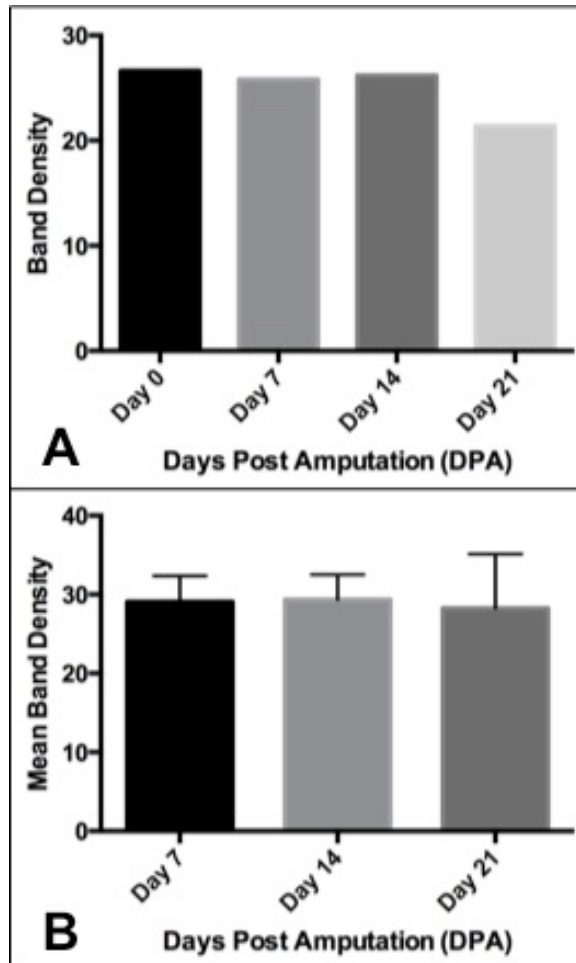 30
20
10
0
Band Density
Day 0
Day 7
Day 14
Day 21
A
Days Post Amputation (DPA)
40
30
20
10
0
Mean Band Density
Day 7
Day 14
Day 21
B
Days Post Amputation (DPA)